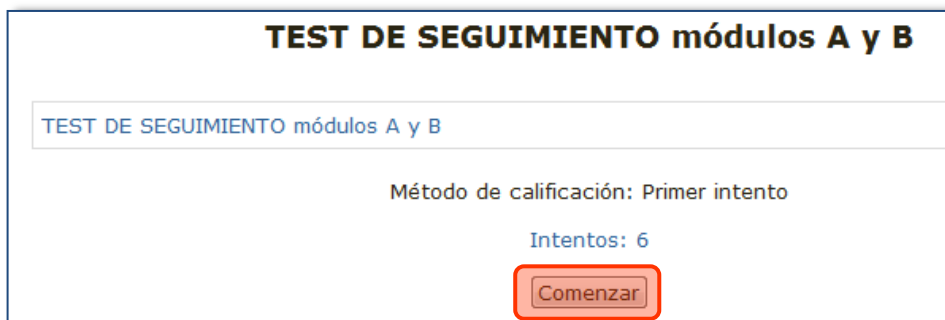 TEST DE SEGUIMIENTO módulos A y B
TEST DE SEGUIMIENTO módulos A y B
Método de calificación: Primer intento
Intentos: 6
Comenzar